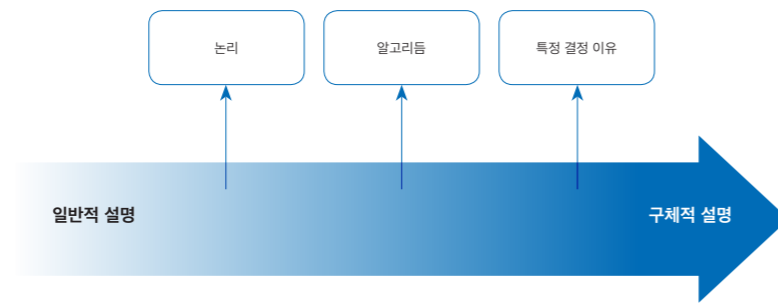 논리
알고리듬
특정 결정 이유
일반적 설명
구체적 설명